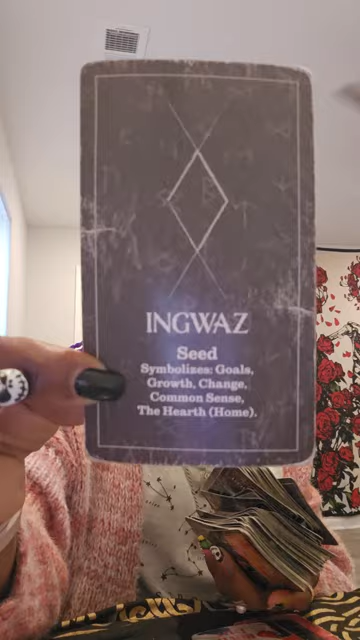 INGWAZ
Seed
Symbolizes: Goals,
Growth, Change,
Common Sense,
The Hearth (Home).